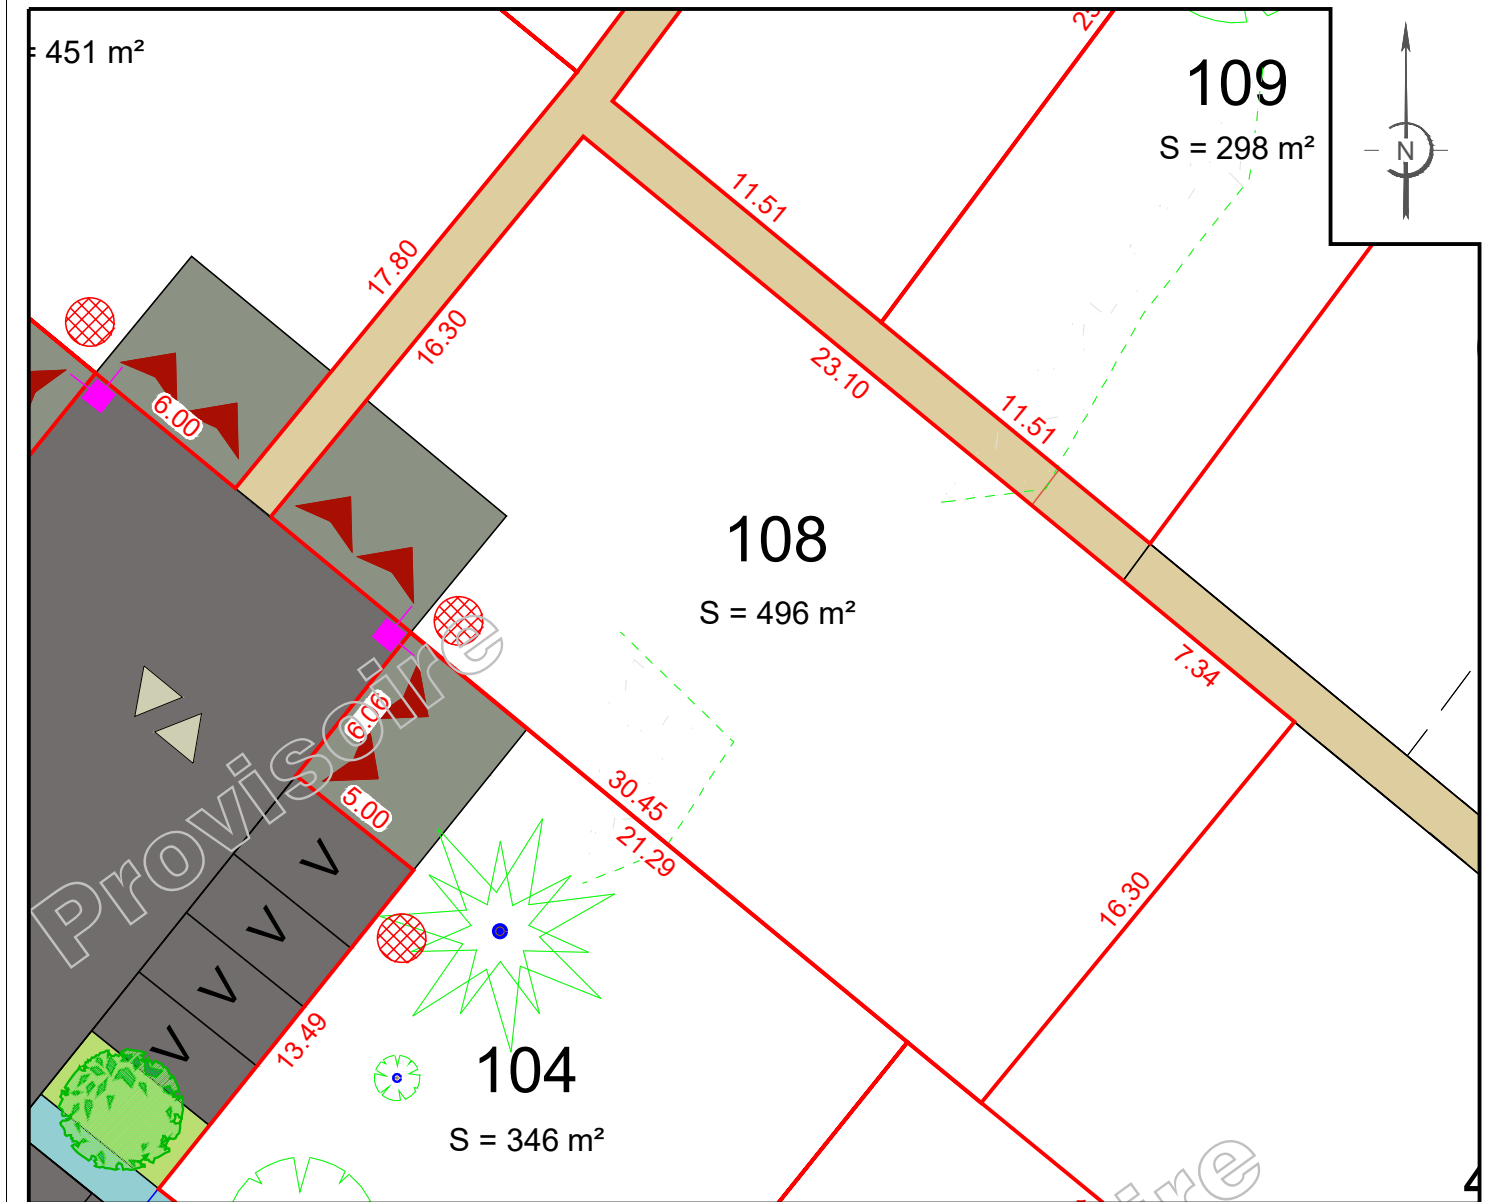 = 451 m²
109
S = 298 m²
N
11.51
17.80
16.30
23.10
6.00
11.51
108
S = 496 m²
7.34
6.06
Provisoire
5.00
30.45
21.29
V
V
V
V
16.30
13.49
104
S = 346 m²